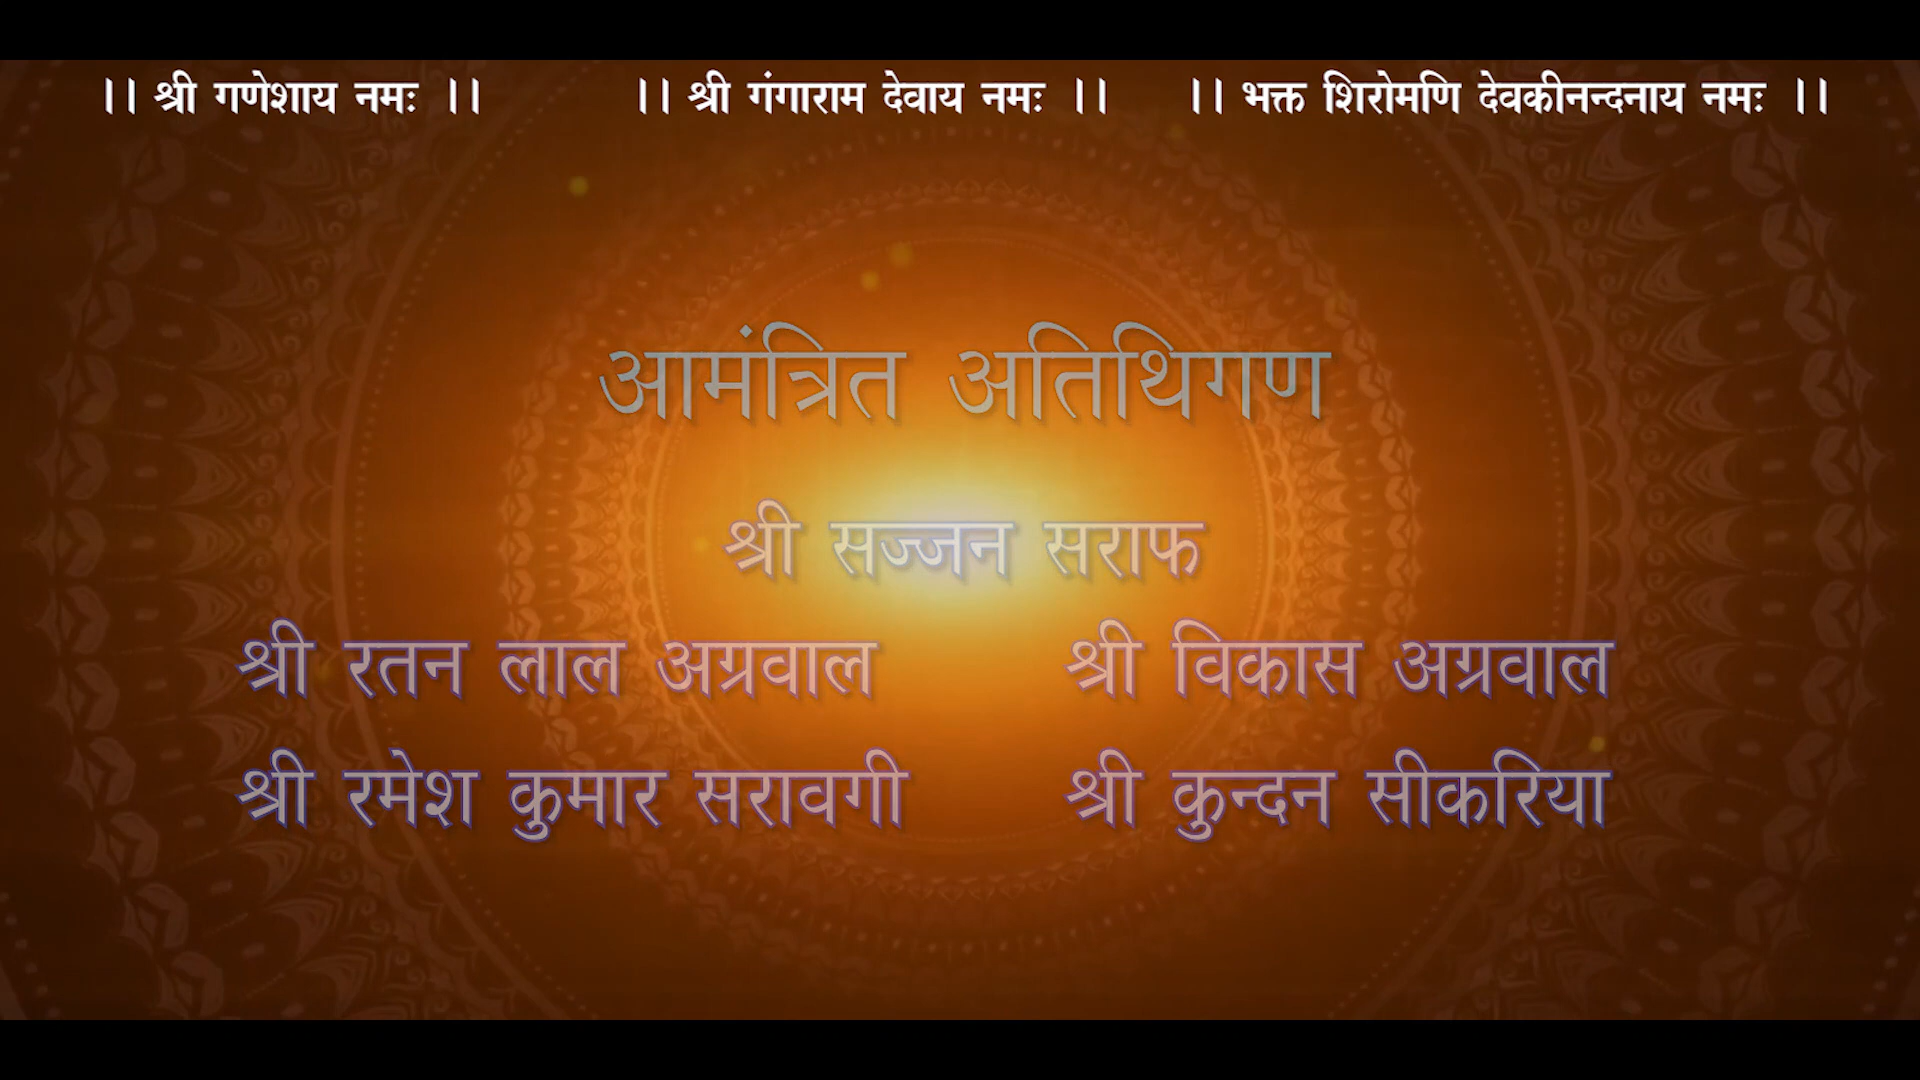 ।। श्री गणेशाय नमः ।। ।। श्री गंगाराम देवाय नमः ।। ।। भक्त शिरोमणि देवकीनन्दनाय नमः ।।
आमंत्रित अतिथिगण
श्री सज्जन सराफ
श्री रतन लाल अग्रवाल श्री विकास अग्रवाल
श्री रमेश कुमार सरावगी श्री कुन्दन सीकरिया